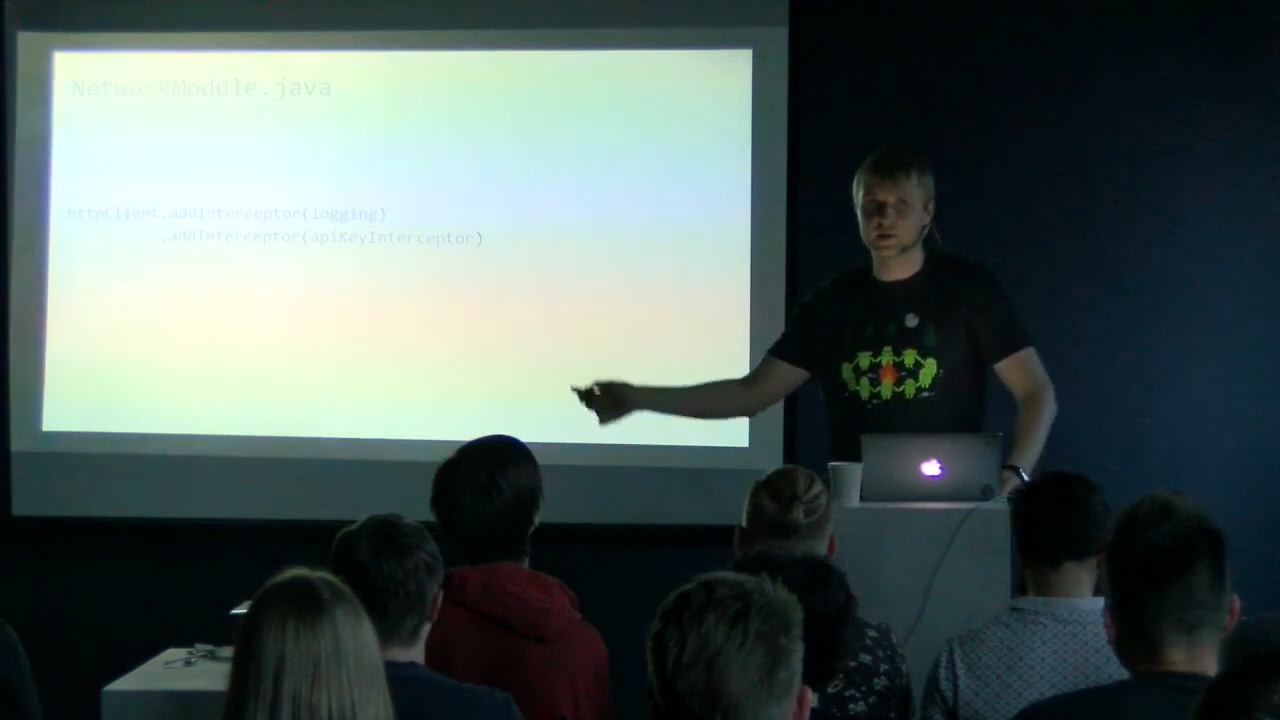 NetworkModule.java
httpClient.addInterceptor(logging)
.addInterceptor(apiKeyInterceptor)